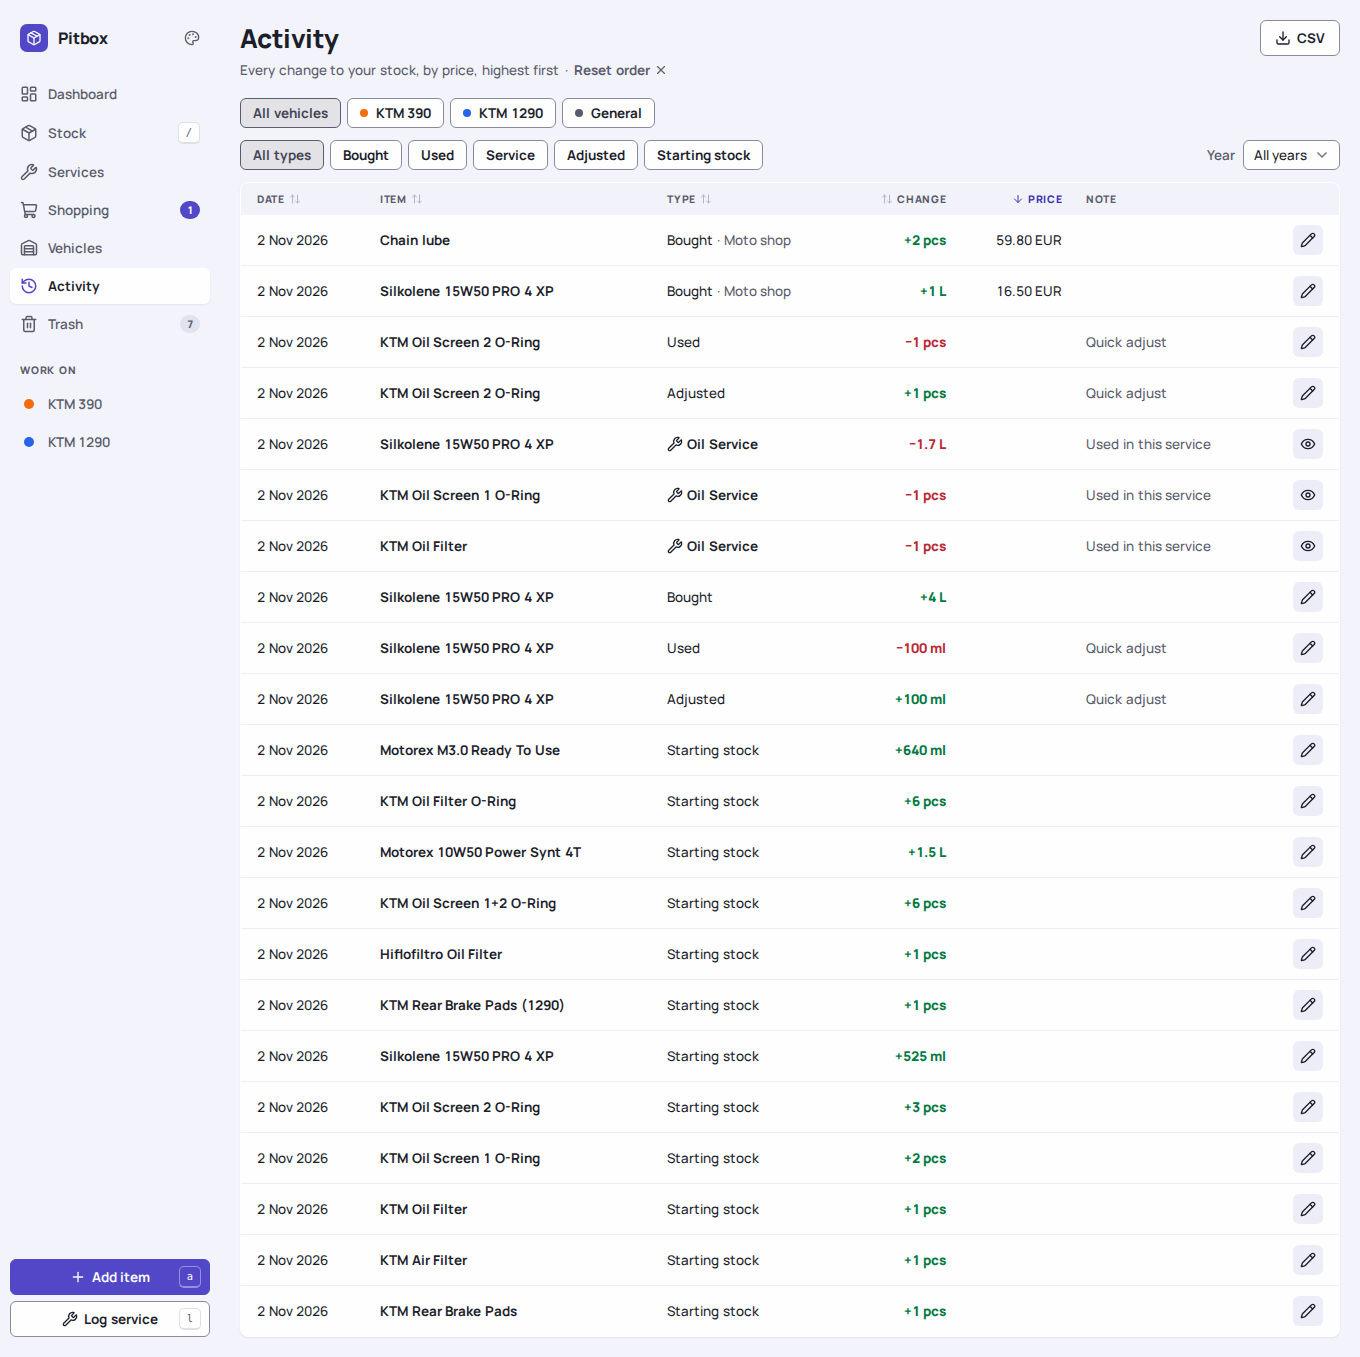 Pitbox
Dashboard
Stock /
Services
Shopping 1
Vehicles
Activity
Trash 7
WORK ON
KTM 390
KTM 1290
+ Add item a
Log service l
Activity
CSV
Every change to your stock, by price, highest first · Reset order ×
All vehicles KTM 390 KTM 1290 General
All types Bought Used Service Adjusted Starting stock Year All years
DATE ITEM TYPE CHANGE PRICE NOTE
2 Nov 2026 Chain lube Bought · Moto shop +2 pcs 59.80 EUR
2 Nov 2026 Silkolene 15W50 PRO 4 XP Bought · Moto shop +1 L 16.50 EUR
2 Nov 2026 KTM Oil Screen 2 O-Ring Used −1 pcs Quick adjust
2 Nov 2026 KTM Oil Screen 2 O-Ring Adjusted +1 pcs Quick adjust
2 Nov 2026 Silkolene 15W50 PRO 4 XP Oil Service −1.7 L Used in this service
2 Nov 2026 KTM Oil Screen 1 O-Ring Oil Service −1 pcs Used in this service
2 Nov 2026 KTM Oil Filter Oil Service −1 pcs Used in this service
2 Nov 2026 Silkolene 15W50 PRO 4 XP Bought +4 L
2 Nov 2026 Silkolene 15W50 PRO 4 XP Used −100 ml Quick adjust
2 Nov 2026 Silkolene 15W50 PRO 4 XP Adjusted +100 ml Quick adjust
2 Nov 2026 Motorex M3.0 Ready To Use Starting stock +640 ml
2 Nov 2026 KTM Oil Filter O-Ring Starting stock +6 pcs
2 Nov 2026 Motorex 10W50 Power Synt 4T Starting stock +1.5 L
2 Nov 2026 KTM Oil Screen 1+2 O-Ring Starting stock +6 pcs
2 Nov 2026 Hiflofiltro Oil Filter Starting stock +1 pcs
2 Nov 2026 KTM Rear Brake Pads (1290) Starting stock +1 pcs
2 Nov 2026 Silkolene 15W50 PRO 4 XP Starting stock +525 ml
2 Nov 2026 KTM Oil Screen 2 O-Ring Starting stock +3 pcs
2 Nov 2026 KTM Oil Screen 1 O-Ring Starting stock +2 pcs
2 Nov 2026 KTM Oil Filter Starting stock +1 pcs
2 Nov 2026 KTM Air Filter Starting stock +1 pcs
2 Nov 2026 KTM Rear Brake Pads Starting stock +1 pcs